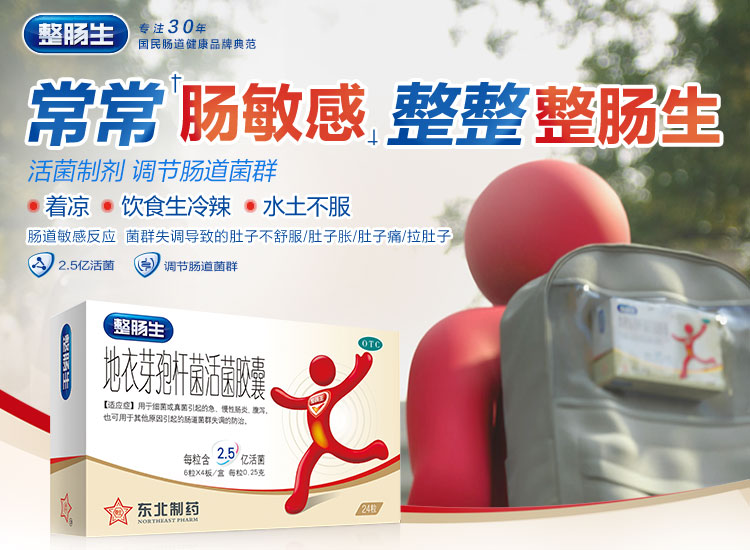 整肠生
专注30年
国民肠道健康品牌典范
常常肠敏感 整整整肠生
活菌制剂 调节肠道菌群
• 着凉 • 饮食生冷辣 • 水土不服
肠道敏感反应 菌群失调导致的肚子不舒服/肚子胀/肚子痛/拉肚子
2.5亿活菌 调节肠道菌群
整肠生
整肠生
OTC
地衣芽孢杆菌活菌胶囊
【适应症】用于细菌或真菌引起的急、慢性肠炎、腹泻。
也可用于其他原因引起的肠道菌群失调的防治。
整肠生
每粒含2.5亿活菌
6粒X4板/盒 每粒0.25克
东北制药
NORTHEAST PHARM
24粒